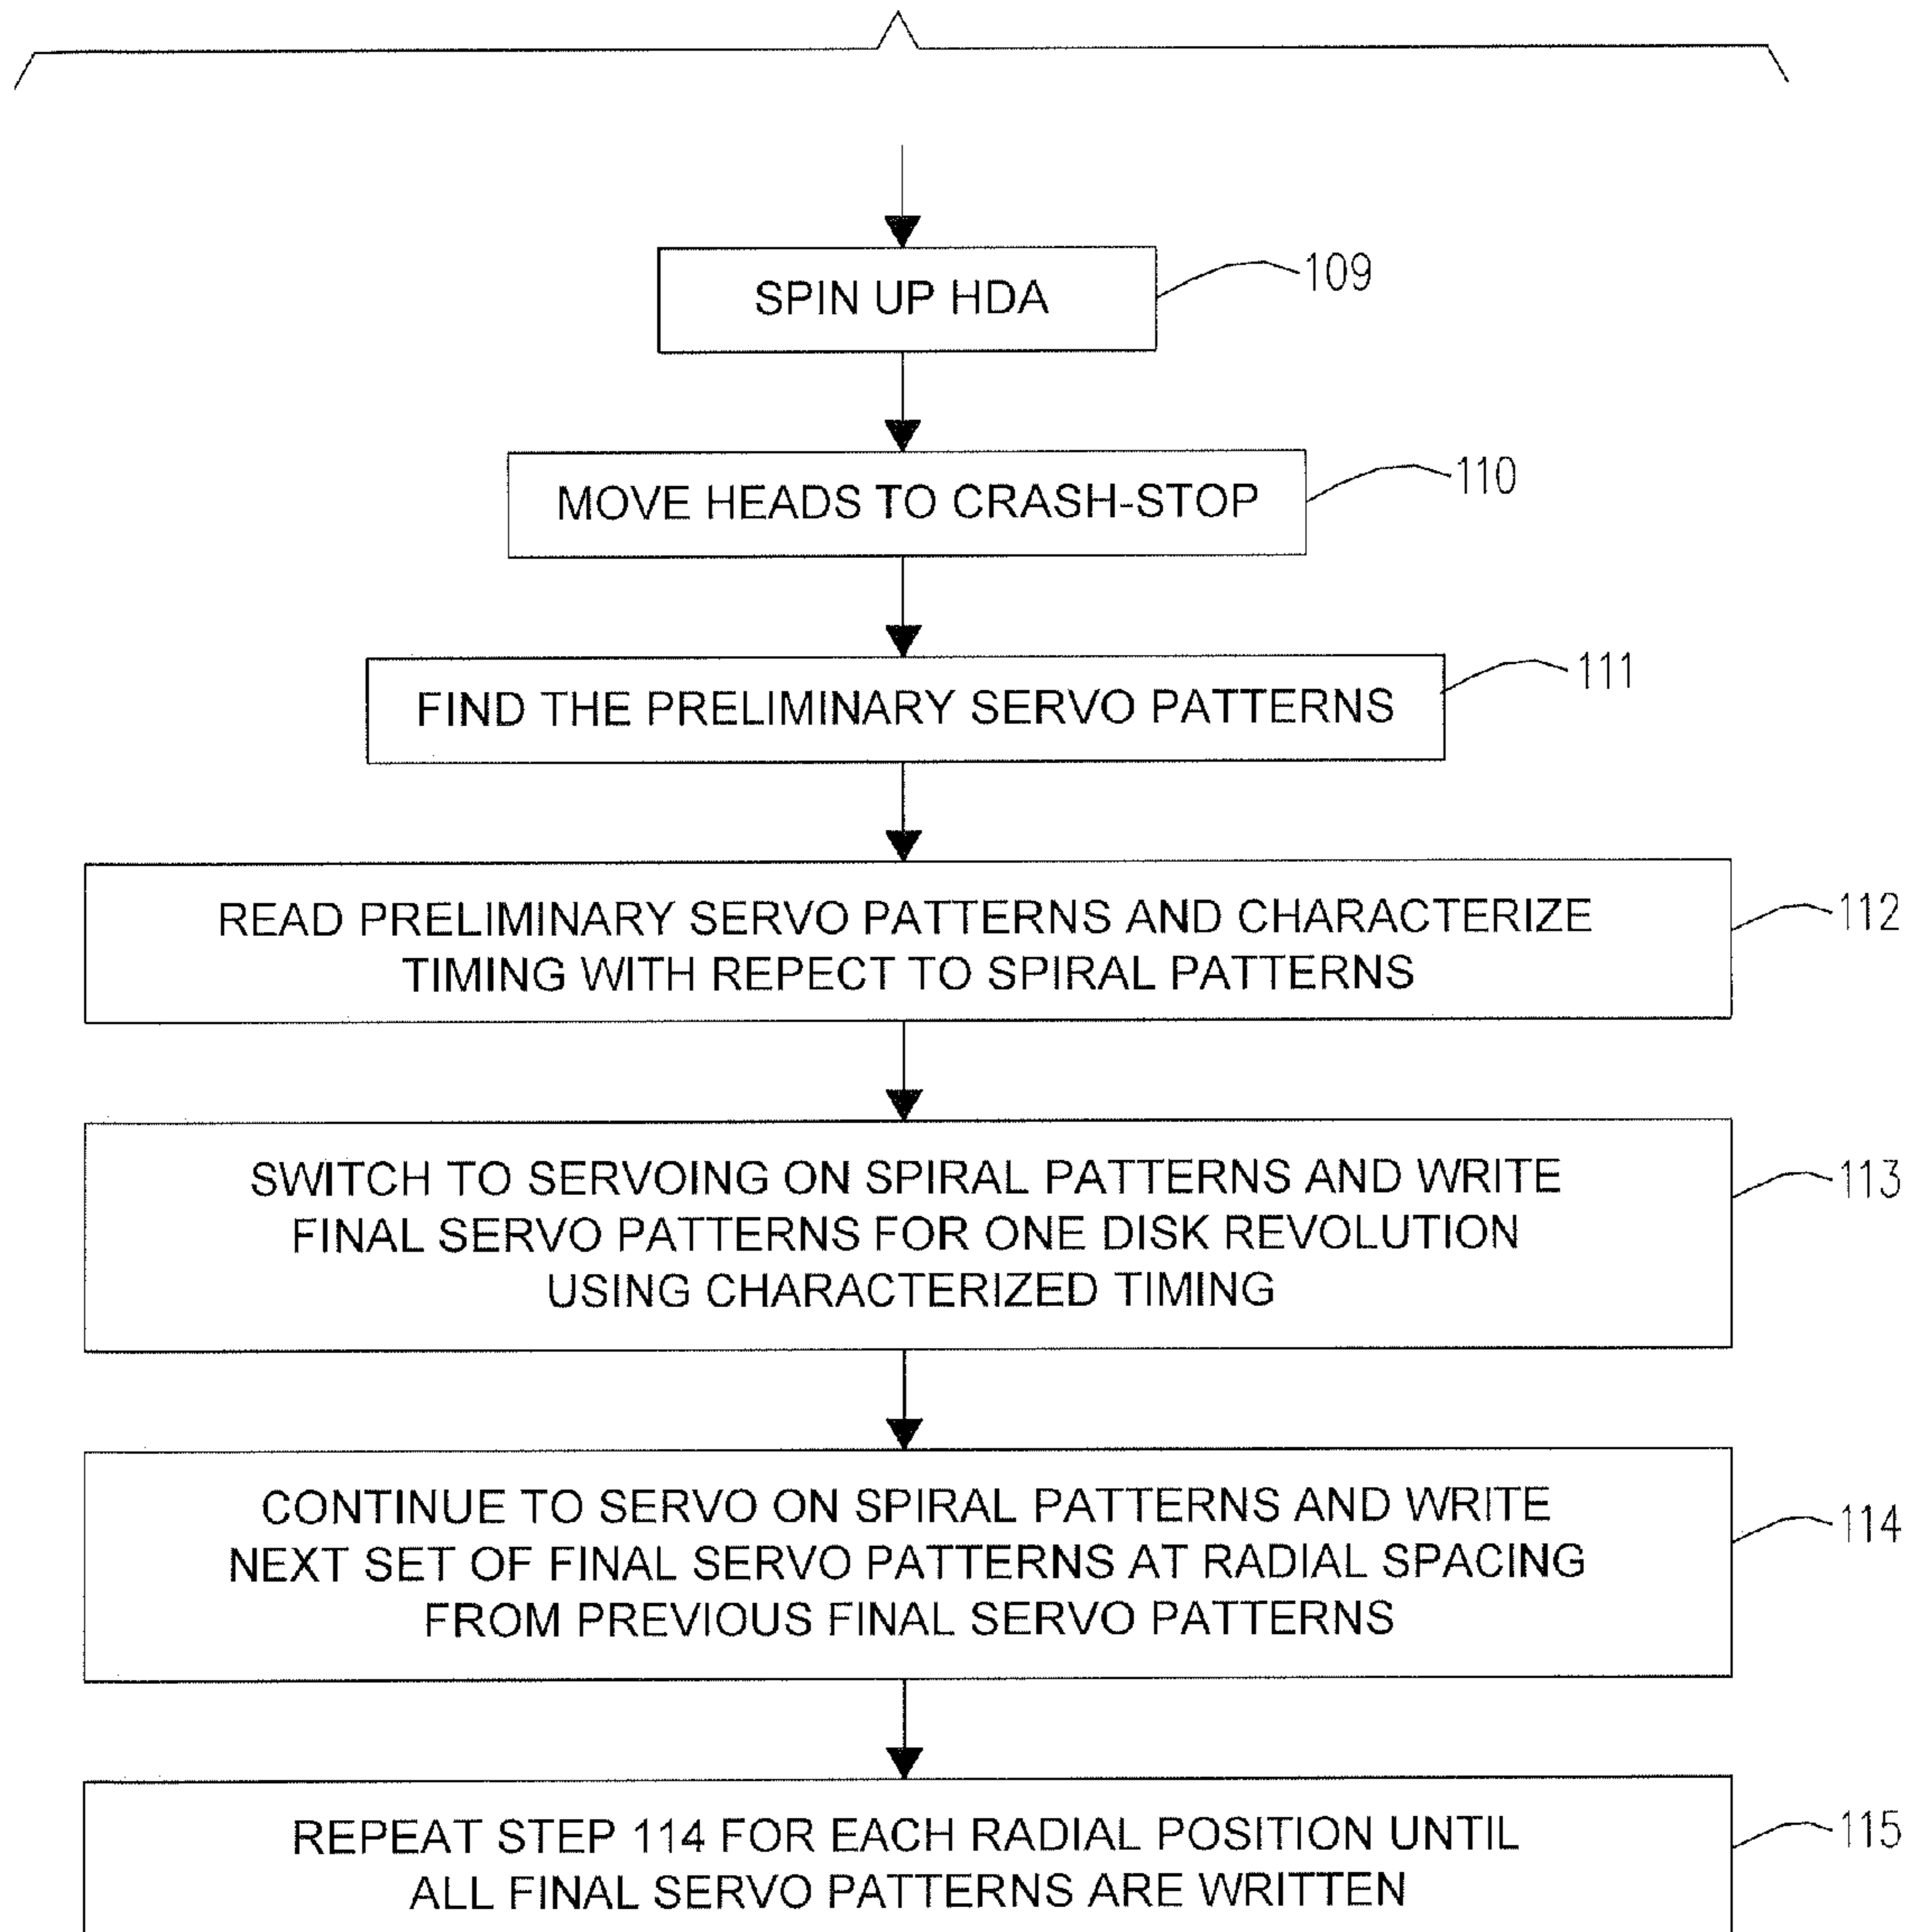 SPIN UP HDA
109
MOVE HEADS TO CRASH-STOP
110
FIND THE PRELIMINARY SERVO PATTERNS
111
READ PRELIMINARY SERVO PATTERNS AND CHARACTERIZE
TIMING WITH REPECT TO SPIRAL PATTERNS
112
SWITCH TO SERVOING ON SPIRAL PATTERNS AND WRITE
FINAL SERVO PATTERNS FOR ONE DISK REVOLUTION
USING CHARACTERIZED TIMING
113
CONTINUE TO SERVO ON SPIRAL PATTERNS AND WRITE
NEXT SET OF FINAL SERVO PATTERNS AT RADIAL SPACING
FROM PREVIOUS FINAL SERVO PATTERNS
114
REPEAT STEP 114 FOR EACH RADIAL POSITION UNTIL
ALL FINAL SERVO PATTERNS ARE WRITTEN
115